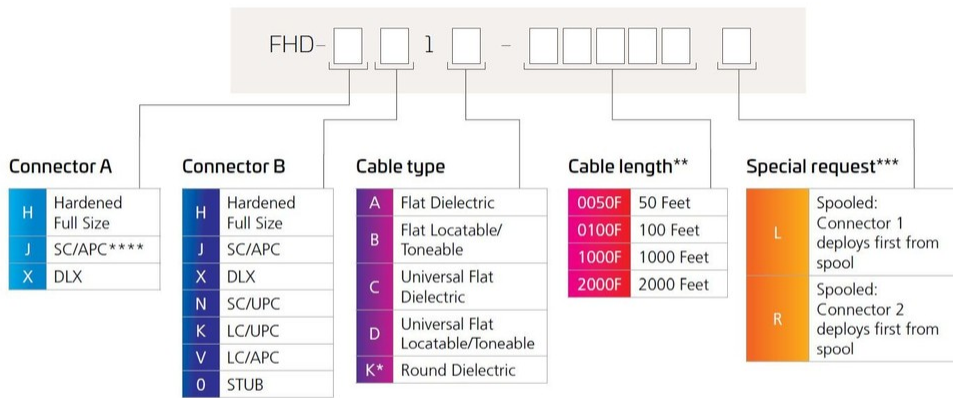 FHD- 1 -
Connector A
H Hardened
Full Size
J SC/APC****
X DLX
Connector B
H Hardened
Full Size
J SC/APC
X DLX
N SC/UPC
K LC/UPC
V LC/APC
0 STUB
Cable type
A Flat Dielectric
B Flat Locatable/
Toneable
C Universal Flat
Dielectric
D Universal Flat
Locatable/Toneable
K* Round Dielectric
Cable length**
0050F 50 Feet
0100F 100 Feet
1000F 1000 Feet
2000F 2000 Feet
Special request***
L Spooled:
Connector 1
deploys first from
spool
R Spooled:
Connector 2
deploys first from
spool